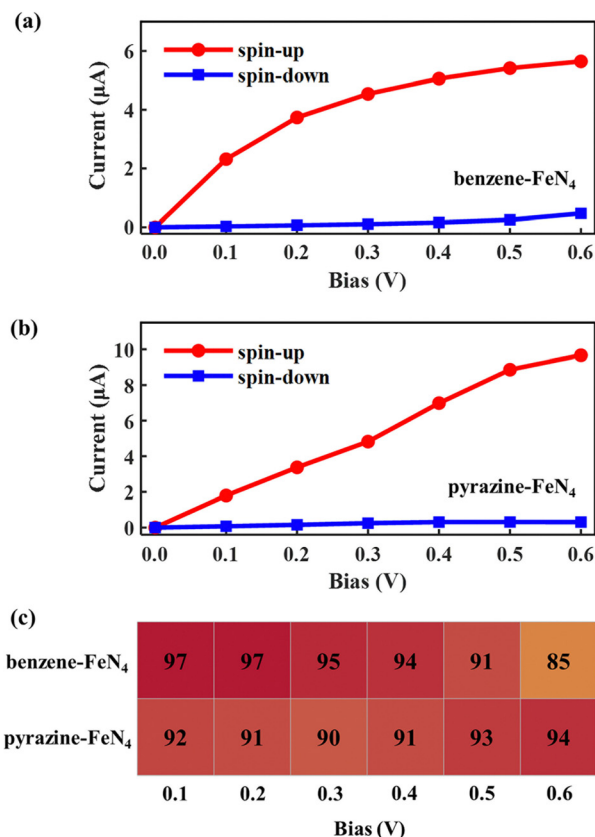 (a)
6
4
2
0
Current (μA)
spin-up
spin-down
benzene-FeN₄
0.0 0.1 0.2 0.3 0.4 0.5 0.6
Bias (V)
(b)
10
8
6
4
2
0
Current (μA)
spin-up
spin-down
pyrazine-FeN₄
0.0 0.1 0.2 0.3 0.4 0.5 0.6
Bias (V)
(c)
benzene-FeN₄ 97 97 95 94 91 85
pyrazine-FeN₄ 92 91 90 91 93 94
0.1 0.2 0.3 0.4 0.5 0.6
Bias (V)